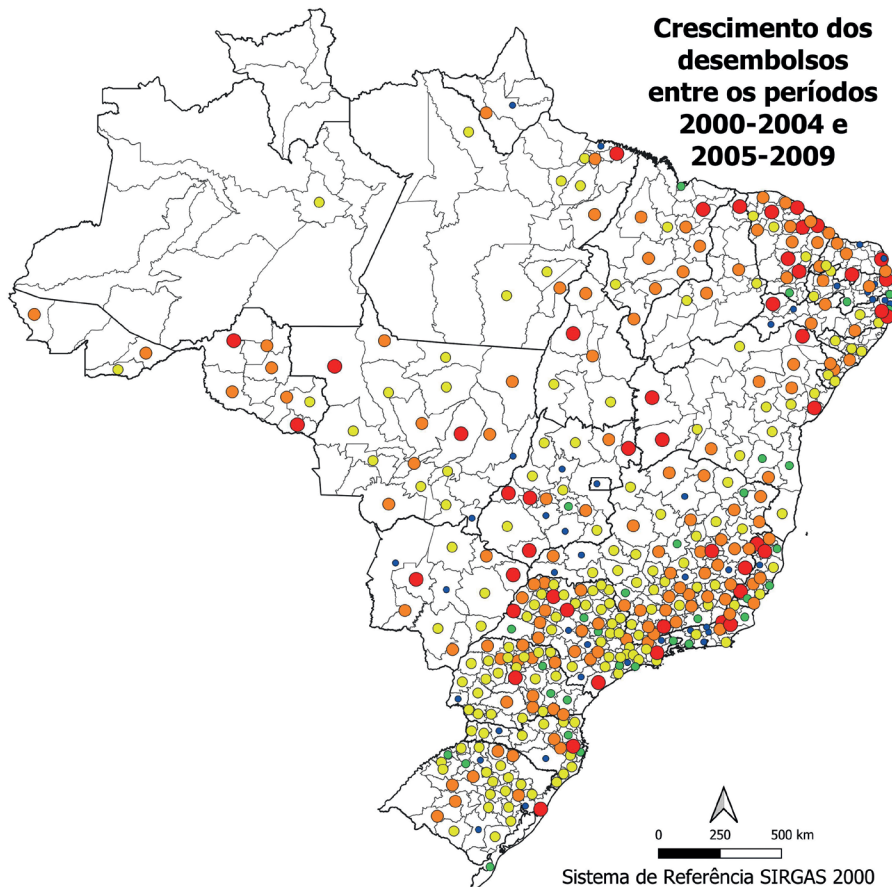 Crescimento dos
desembolsos
entre os períodos
2000-2004 e
2005-2009
0 250 500 km
Sistema de Referência SIRGAS 2000